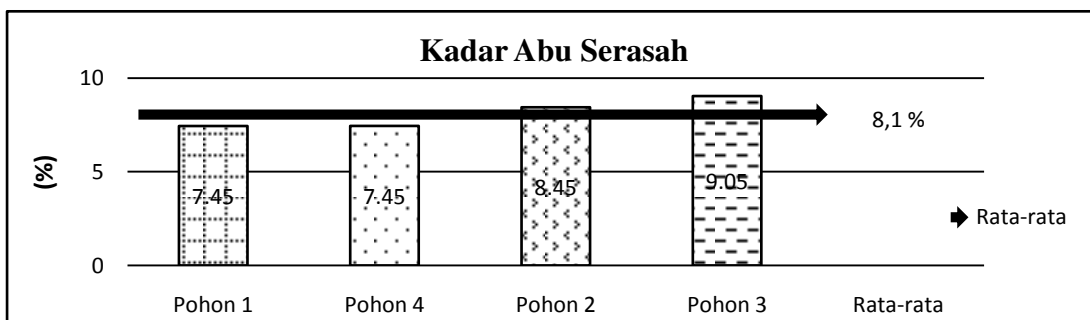 Kadar Abu Serasah
(%)
10
5
0
7.45
7.45
8.45
9.05
8,1 %
Rata-rata
Pohon 1
Pohon 4
Pohon 2
Pohon 3
Rata-rata